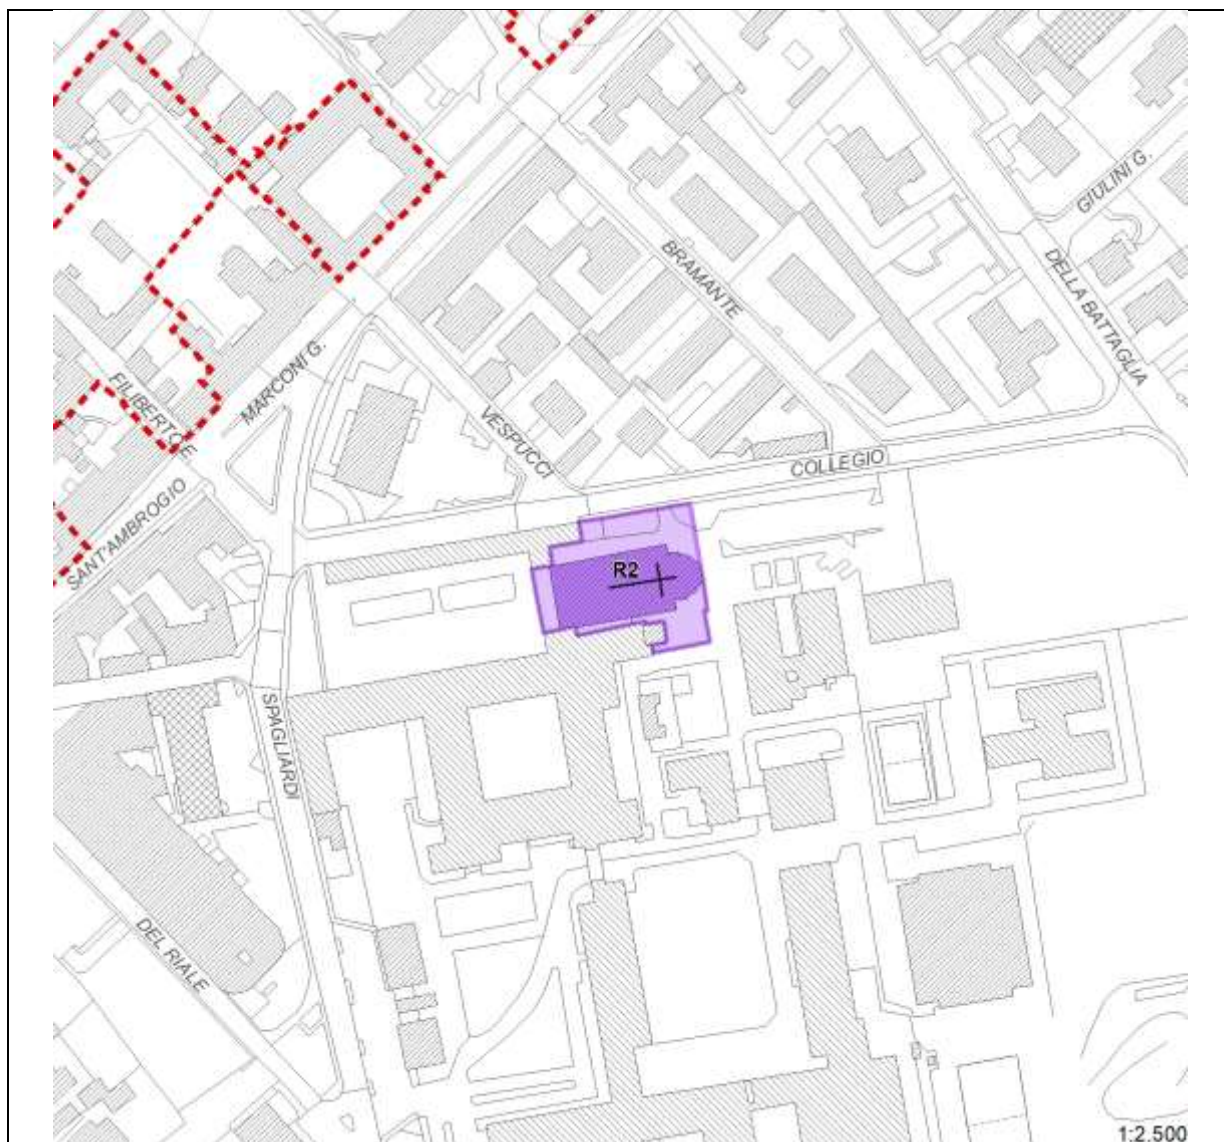 GIULINI G.
BRAMANTE
DELLA BATTAGLIA
MARCONI G.
FILIBERTO E
VESPUCCI
COLLEGIO
SANT'AMBROGIO
R2
SPAGLIARDI
DEL RIALE
1:2.500